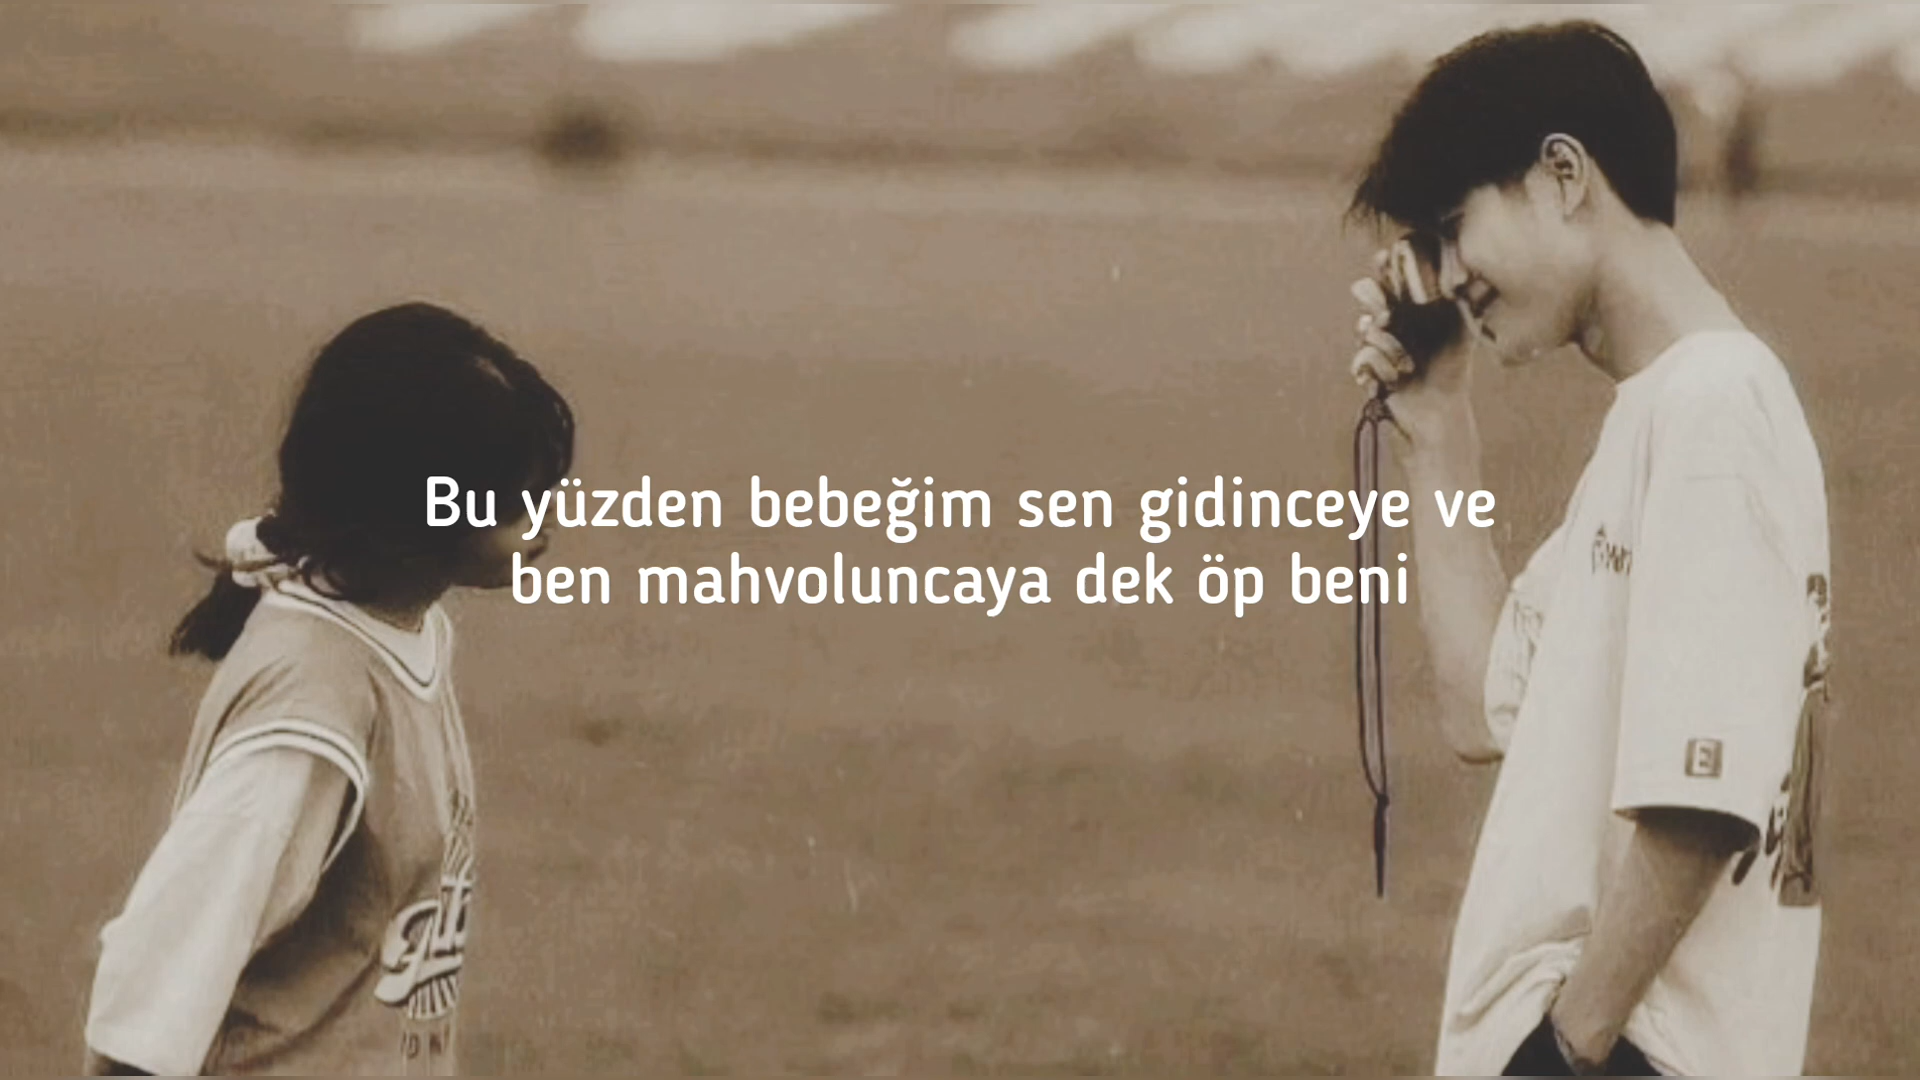 Bu yüzden bebeğim sen gidinceye ve
ben mahvoluncaya dek öp beni
E